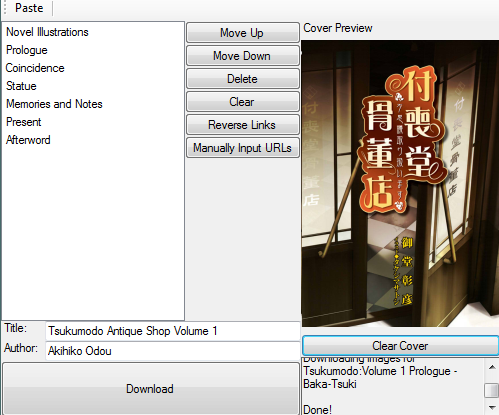 Paste
Novel Illustrations
Prologue
Coincidence
Statue
Memories and Notes
Present
Afterword
Move Up
Move Down
Delete
Clear
Reverse Links
Manually Input URLs
Cover Preview
付喪堂
骨董店
御堂彰彦
Clear Cover
Title:
Tsukumodo Antique Shop Volume 1
Author:
Akihiko Odou
Download
Downloading images for
Tsukumodo:Volume 1 Prologue -
Baka-Tsuki
Done!